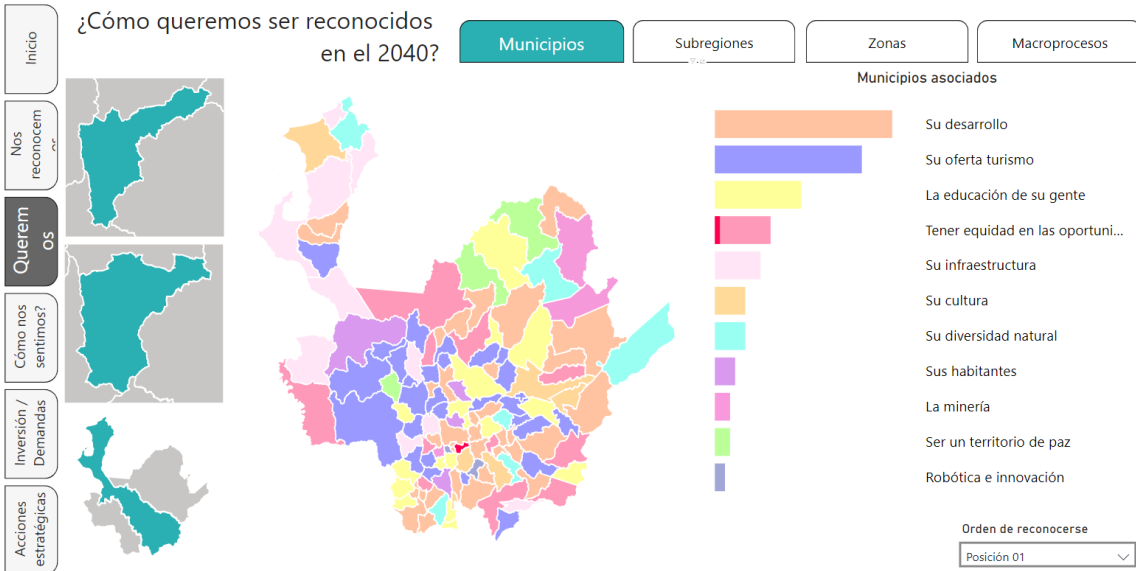 ¿Cómo queremos ser reconocidos
en el 2040?
Municipios
Subregiones
Zonas
Macroprocesos
Inicio
Nos
reconocem
Querem
os
Cómo nos
sentimos?
Inversión /
Demandas
Acciones
estratégicas
Municipios asociados
Su desarrollo
Su oferta turismo
La educación de su gente
Tener equidad en las oportuni...
Su infraestructura
Su cultura
Su diversidad natural
Sus habitantes
La minería
Ser un territorio de paz
Robótica e innovación
Orden de reconocerse
Posición 01